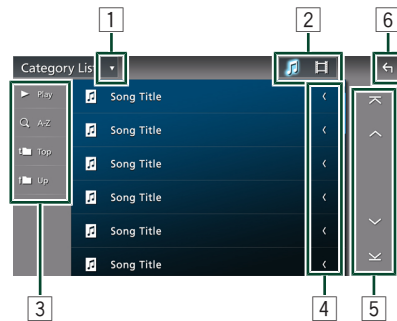 1
2
6
Category List
Play
A-Z
Top
Up
Song Title
Song Title
Song Title
Song Title
Song Title
Song Title
3
4
5